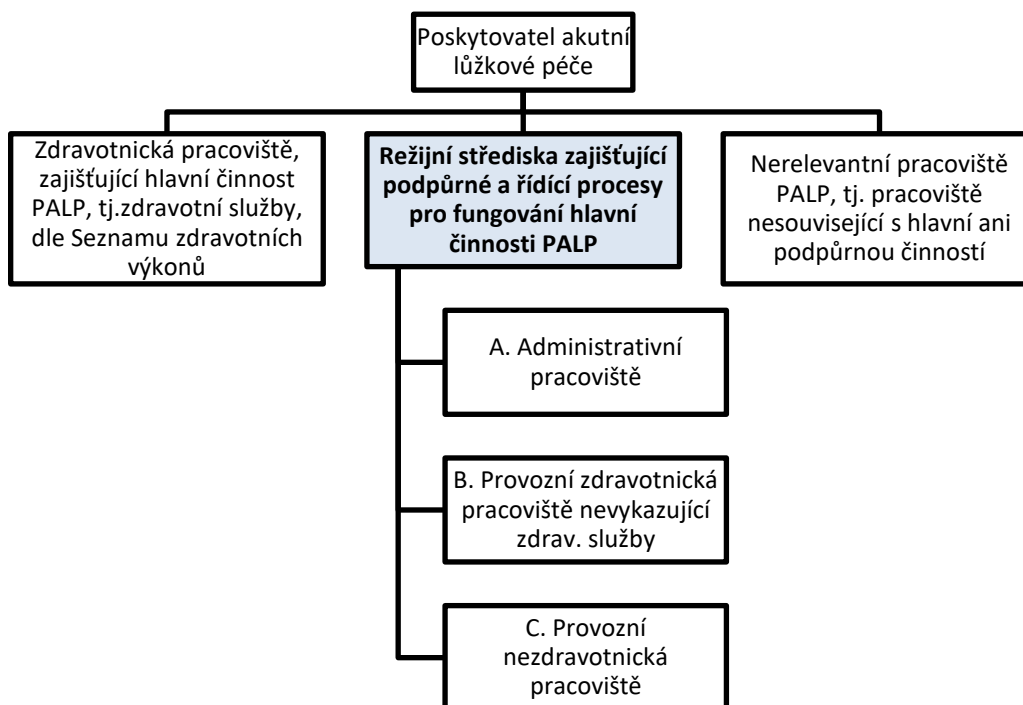 Poskytovatel akutní
lůžkové péče
Zdravotnická pracoviště,
zajišťující hlavní činnost
PALP, tj.zdravotní služby,
dle Seznamu zdravotních
výkonů
Režijní střediska zajišťující
podpůrné a řídící procesy
pro fungování hlavní
činnosti PALP
Nerelevantní pracoviště
PALP, tj. pracoviště
nesouvisející s hlavní ani
podpůrnou činností
A. Administrativní
pracoviště
B. Provozní zdravotnická
pracoviště nevykazující
zdrav. služby
C. Provozní
nezdravotnická
pracoviště